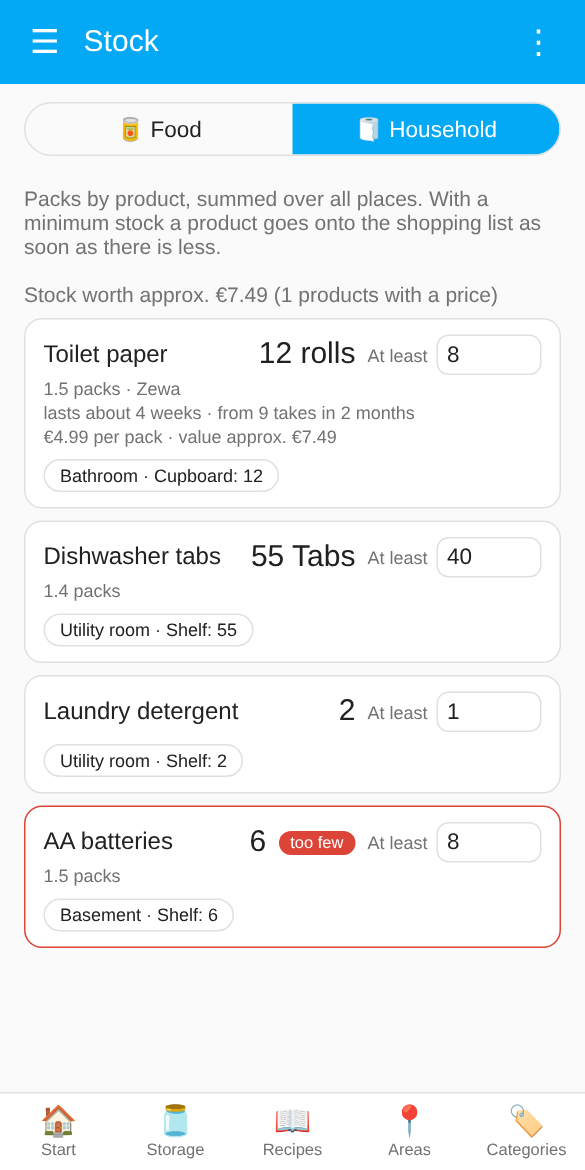 ☰ Stock ⋮
Food
Household
Packs by product, summed over all places. With a
minimum stock a product goes onto the shopping list as
soon as there is less.
Stock worth approx. €7.49 (1 products with a price)
Toilet paper 12 rolls At least 8
1.5 packs · Zewa
lasts about 4 weeks · from 9 takes in 2 months
€4.99 per pack · value approx. €7.49
Bathroom · Cupboard: 12
Dishwasher tabs 55 Tabs At least 40
1.4 packs
Utility room · Shelf: 55
Laundry detergent 2 At least 1
Utility room · Shelf: 2
AA batteries 6 too few At least 8
1.5 packs
Basement · Shelf: 6
Start Storage Recipes Areas Categories